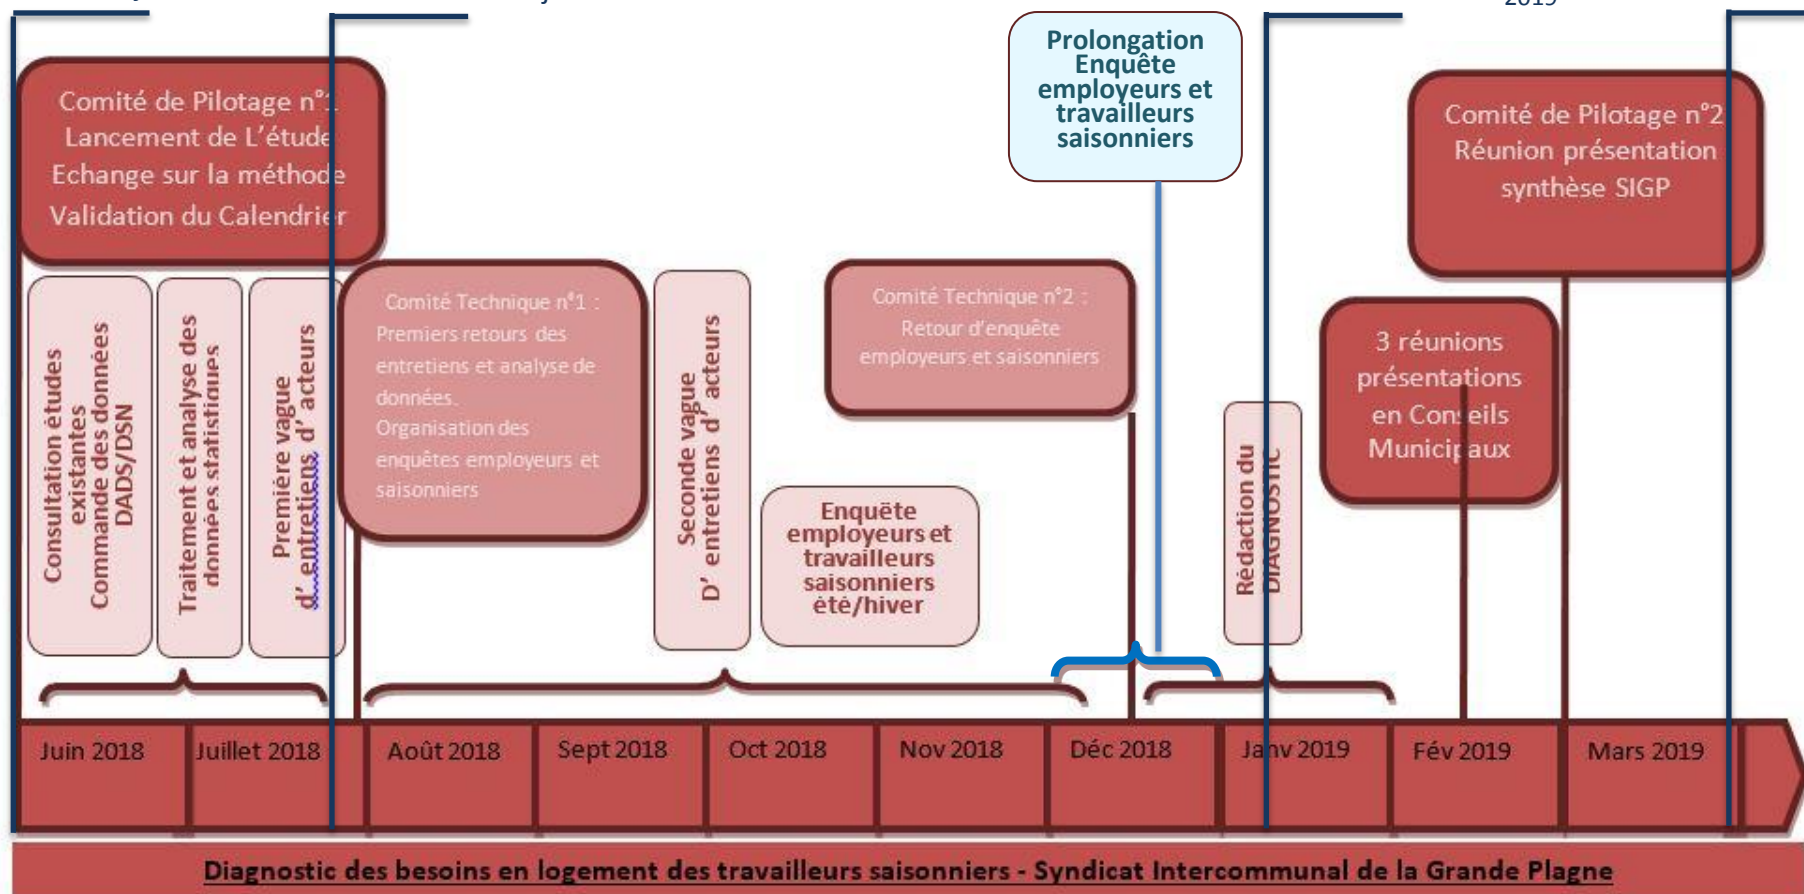 2019
Prolongation
Enquête
employeurs et
travailleurs
saisonniers
Comité de Pilotage n°1
Lancement de L'étude
Echange sur la méthode
Validation du Calendrier
Comité de Pilotage n°2
Réunion présentation
synthèse SIGP
Consultation études
existantes
Commande des données
DADS/DSN
Traitement et analyse des
données statistiques
Première vague
d' entretiens d' acteurs
Comité Technique n°1 :
Premiers retours des
entretiens et analyse de
données.
Organisation des
enquêtes employeurs et
saisonniers
Seconde vague
D' entretiens d' acteurs
Enquëte
employeurs et
travailleurs
saisonniers
été/hiver
Comité Technique n°2 :
Retour d'enquête
employeurs et saisonniers
Rédaction du
DIAGNOSTIC
3 réunions
présentations
en Conseils
Municipaux
Juin 2018
Juillet 2018
Août 2018
Sept 2018
Oct 2018
Nov 2018
Déc 2018
Janv 2019
Fév 2019
Mars 2019
Diagnostic des besoins en logement des travailleurs saisonniers - Syndicat Intercommunal de la Grande Plagne